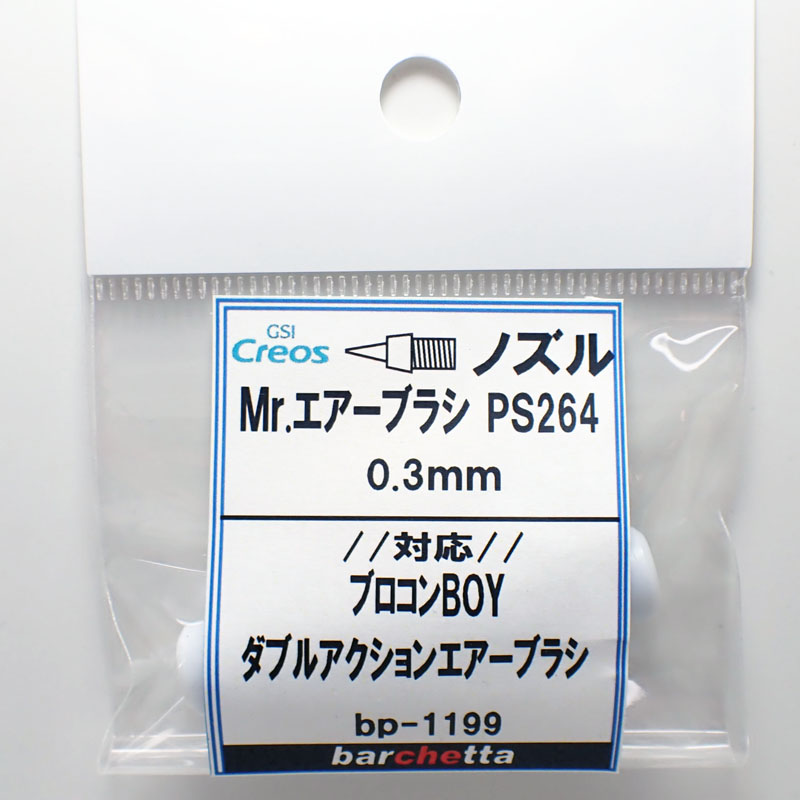 GSI
Creos ノズル
Mr.エアーブラシ PS264
0.3mm
//対応//
プロコンBOY
ダブルアクションエアーブラシ
bp-1199
barchetta